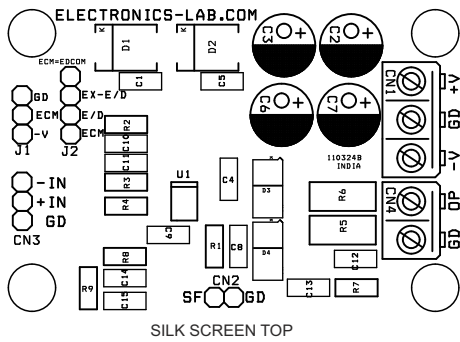 ELECTRONICS-LAB.COM
K
D1
K
D2
C3
C2
C1
C5
ECM=EDCOM
EX-E/D
E/D
ECM
J2
GD
ECM
-V
J1
C6
C7
CN1
+V
GD
-V
R2
C10
C11
R3
R4
110324B
INDIA
-IN
+IN
GD
CN3
U1
C4
D3
R6
R5
CN4
OP
GD
C9
R1
C8
D4
C12
R8
C14
C15
R9
CN2
SF
GD
C13
R7
SILK SCREEN TOP